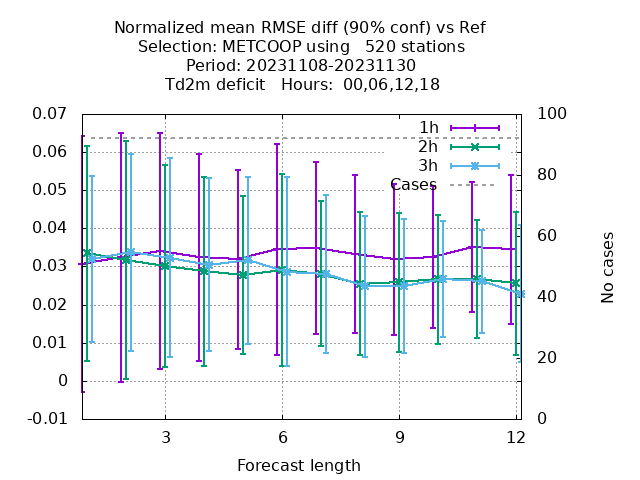 Normalized mean RMSE diff (90% conf) vs Ref
Selection: METCOOP using   520 stations
Period: 20231108-20231130
Td2m deficit   Hours:  00,06,12,18
0.07
0.06
0.05
0.04
0.03
0.02
0.01
0
-0.01
100
80
60
40
20
0
1h
2h
3h
Cases
No cases
3
6
9
12
Forecast length